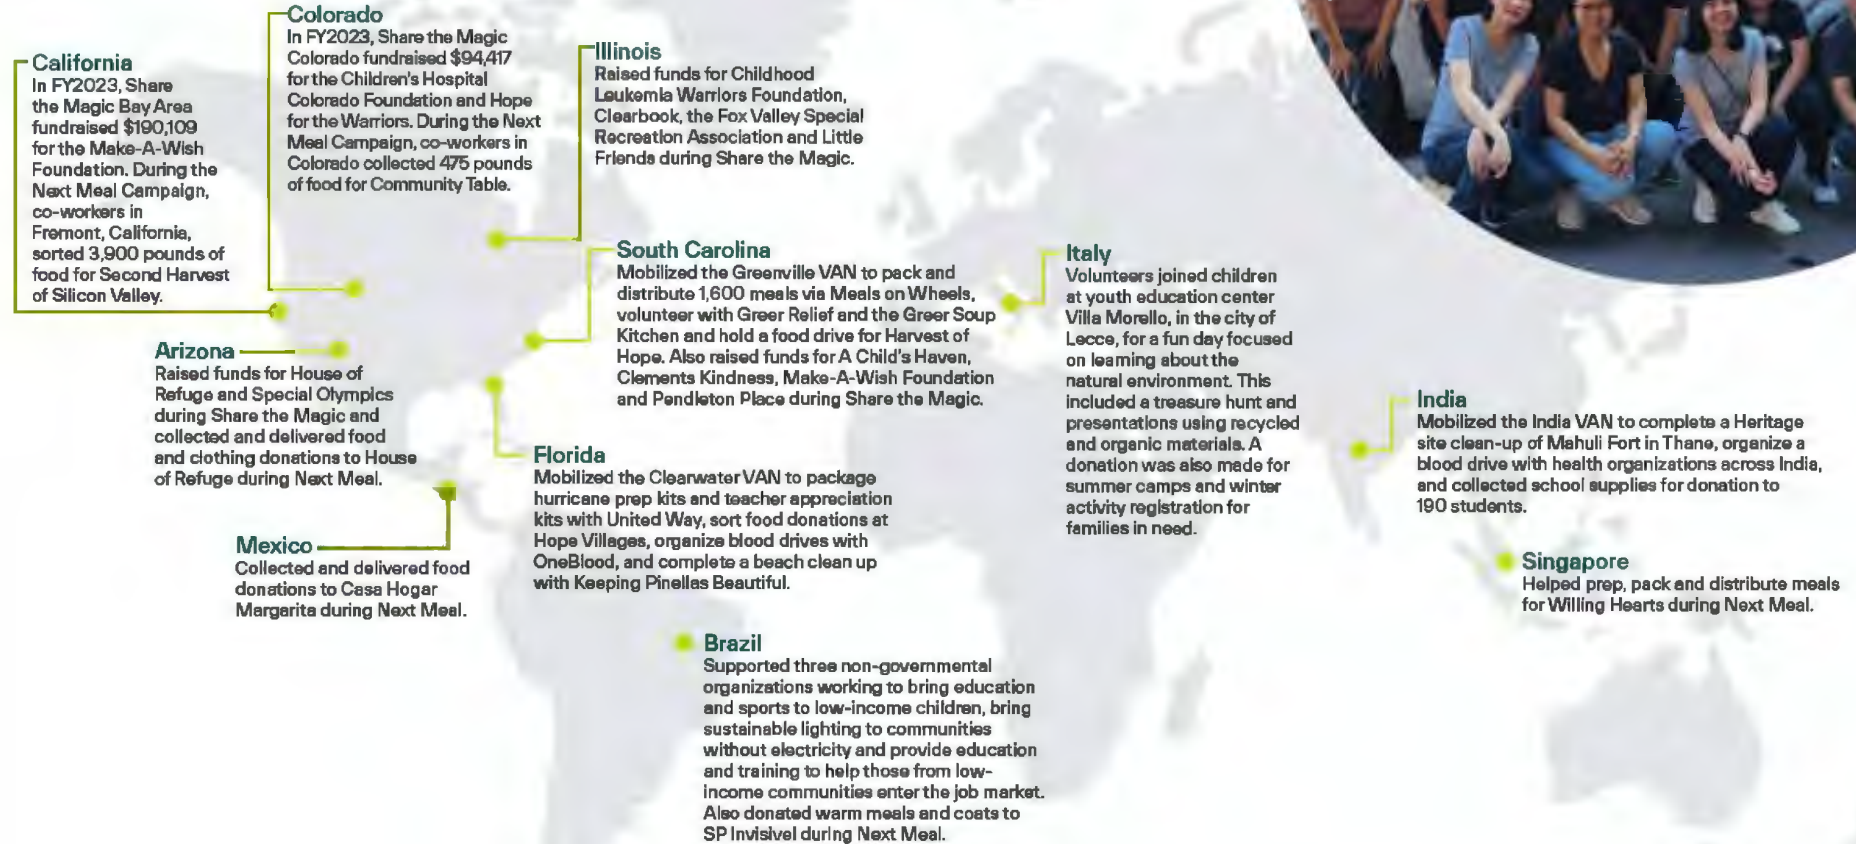 California
In FY2023, Share
the Magic Bay Area
fundraised $190,109
for the Make-A-Wish
Foundation. During the
Next Meal Campaign,
co-workers in
Fremont, California,
sorted 3,900 pounds of
food for Second Harvest
of Silicon Valley.
Colorado
In FY2023, Share the Magic
Colorado fundraised $94,417
for the Children's Hospital
Colorado Foundation and Hope
for the Warriors. During the Next
Meal Campaign, co-workers in
Colorado collected 475 pounds
of food for Community Table.
Illinois
Raised funds for Childhood
Leukemia Warriors Foundation,
Clearbook, the Fox Valley Special
Recreation Association and Little
Friends during Share the Magic.
Arizona
Raised funds for House of
Refuge and Special Olympics
during Share the Magic and
collected and delivered food
and clothing donations to House
of Refuge during Next Meal.
Mexico
Collected and delivered food
donations to Casa Hogar
Margarita during Next Meal.
South Carolina
Mobilized the Greenville VAN to pack and
distribute 1,600 meals via Meals on Wheels,
volunteer with Greer Relief and the Greer Soup
Kitchen and hold a food drive for Harvest of
Hope. Also raised funds for A Child's Haven,
Clements Kindness, Make-A-Wish Foundation
and Pendleton Place during Share the Magic.
Florida
Mobilized the Clearwater VAN to package
hurricane prep kits and teacher appreciation
kits with United Way, sort food donations at
Hope Villages, organize blood drives with
OneBlood, and complete a beach clean up
with Keeping Pinellas Beautiful.
Brazil
Supported three non-governmental
organizations working to bring education
and sports to low-income children, bring
sustainable lighting to communities
without electricity and provide education
and training to help those from low-
income communities enter the job market.
Also donated warm meals and coats to
SP Invisivel during Next Meal.
Italy
Volunteers joined children
at youth education center
Villa Morello, in the city of
Lecce, for a fun day focused
on learning about the
natural environment. This
included a treasure hunt and
presentations using recycled
and organic materials. A
donation was also made for
summer camps and winter
activity registration for
families in need.
India
Mobilized the India VAN to complete a Heritage
site clean-up of Mahuli Fort in Thane, organize a
blood drive with health organizations across India,
and collected school supplies for donation to
190 students.
Singapore
Helped prep, pack and distribute meals
for Willing Hearts during Next Meal.